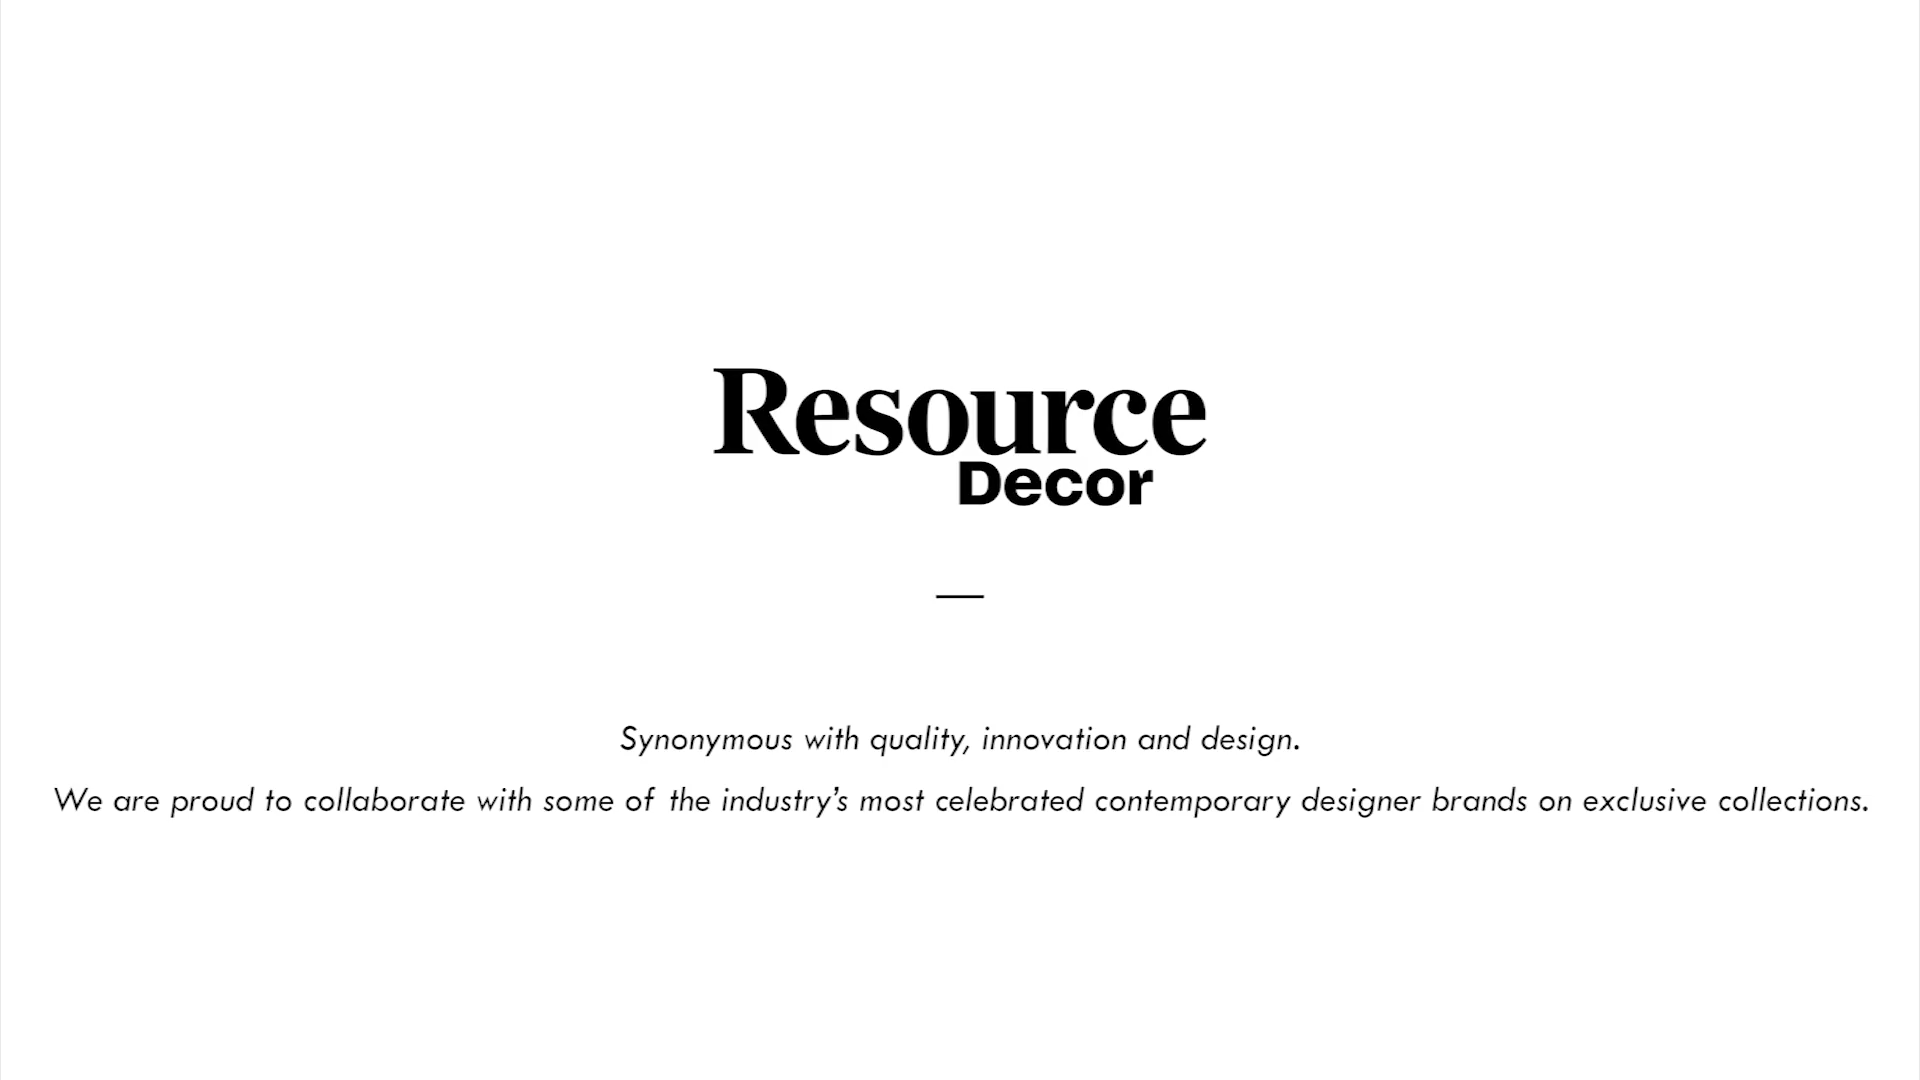 Resource
Decor
Synonymous with quality, innovation and design.
We are proud to collaborate with some of the industry’s most celebrated contemporary designer brands on exclusive collections.